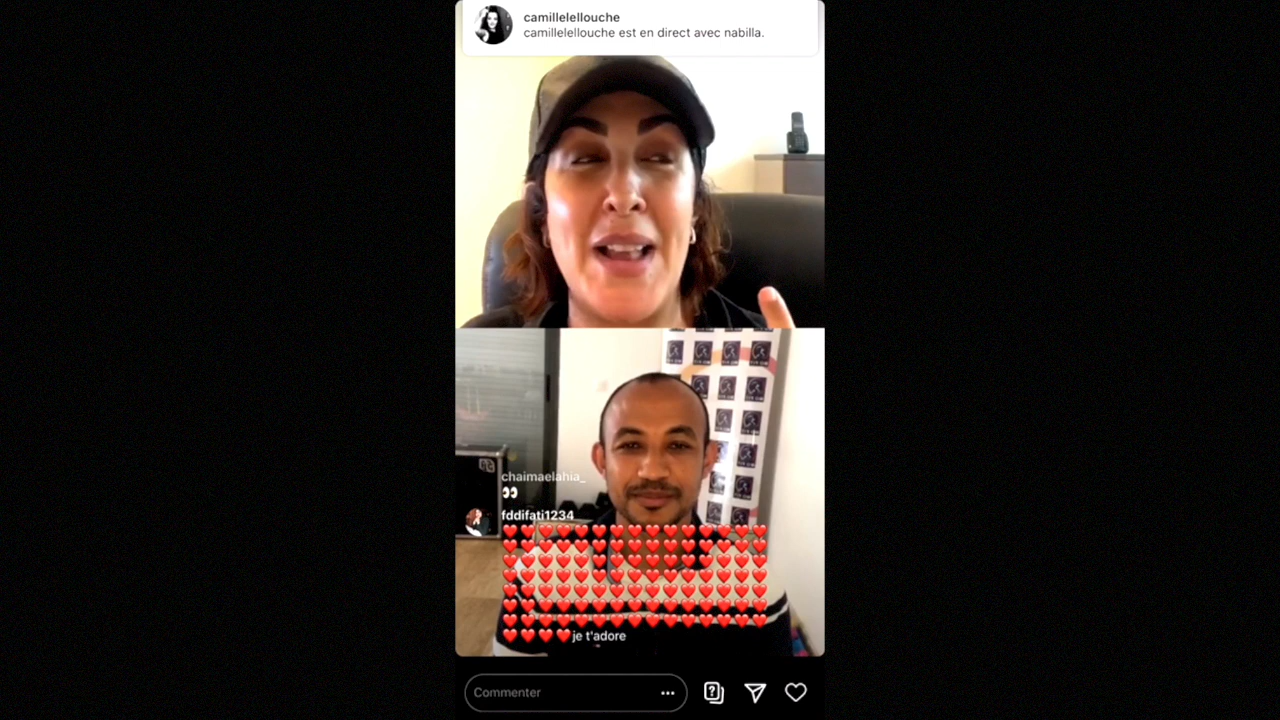 camillelellouche
camillelellouche est en direct avec nabilla.
chaimaelahia_
👀
fddifati1234
❤️❤️❤️❤️❤️❤️❤️❤️❤️❤️❤️❤️❤️❤️❤️
❤️❤️❤️❤️❤️❤️❤️❤️❤️❤️❤️❤️❤️❤️❤️
❤️❤️❤️❤️❤️❤️❤️❤️❤️❤️❤️❤️❤️❤️❤️
❤️❤️❤️❤️❤️❤️❤️❤️❤️❤️❤️❤️❤️❤️❤️
❤️❤️❤️❤️❤️❤️❤️❤️❤️❤️❤️❤️❤️❤️❤️
❤️❤️❤️❤️❤️❤️❤️❤️❤️❤️❤️❤️❤️❤️❤️
❤️❤️❤️❤️❤️❤️❤️❤️❤️❤️❤️❤️❤️❤️❤️
❤️❤️❤️❤️je t'adore
Commenter